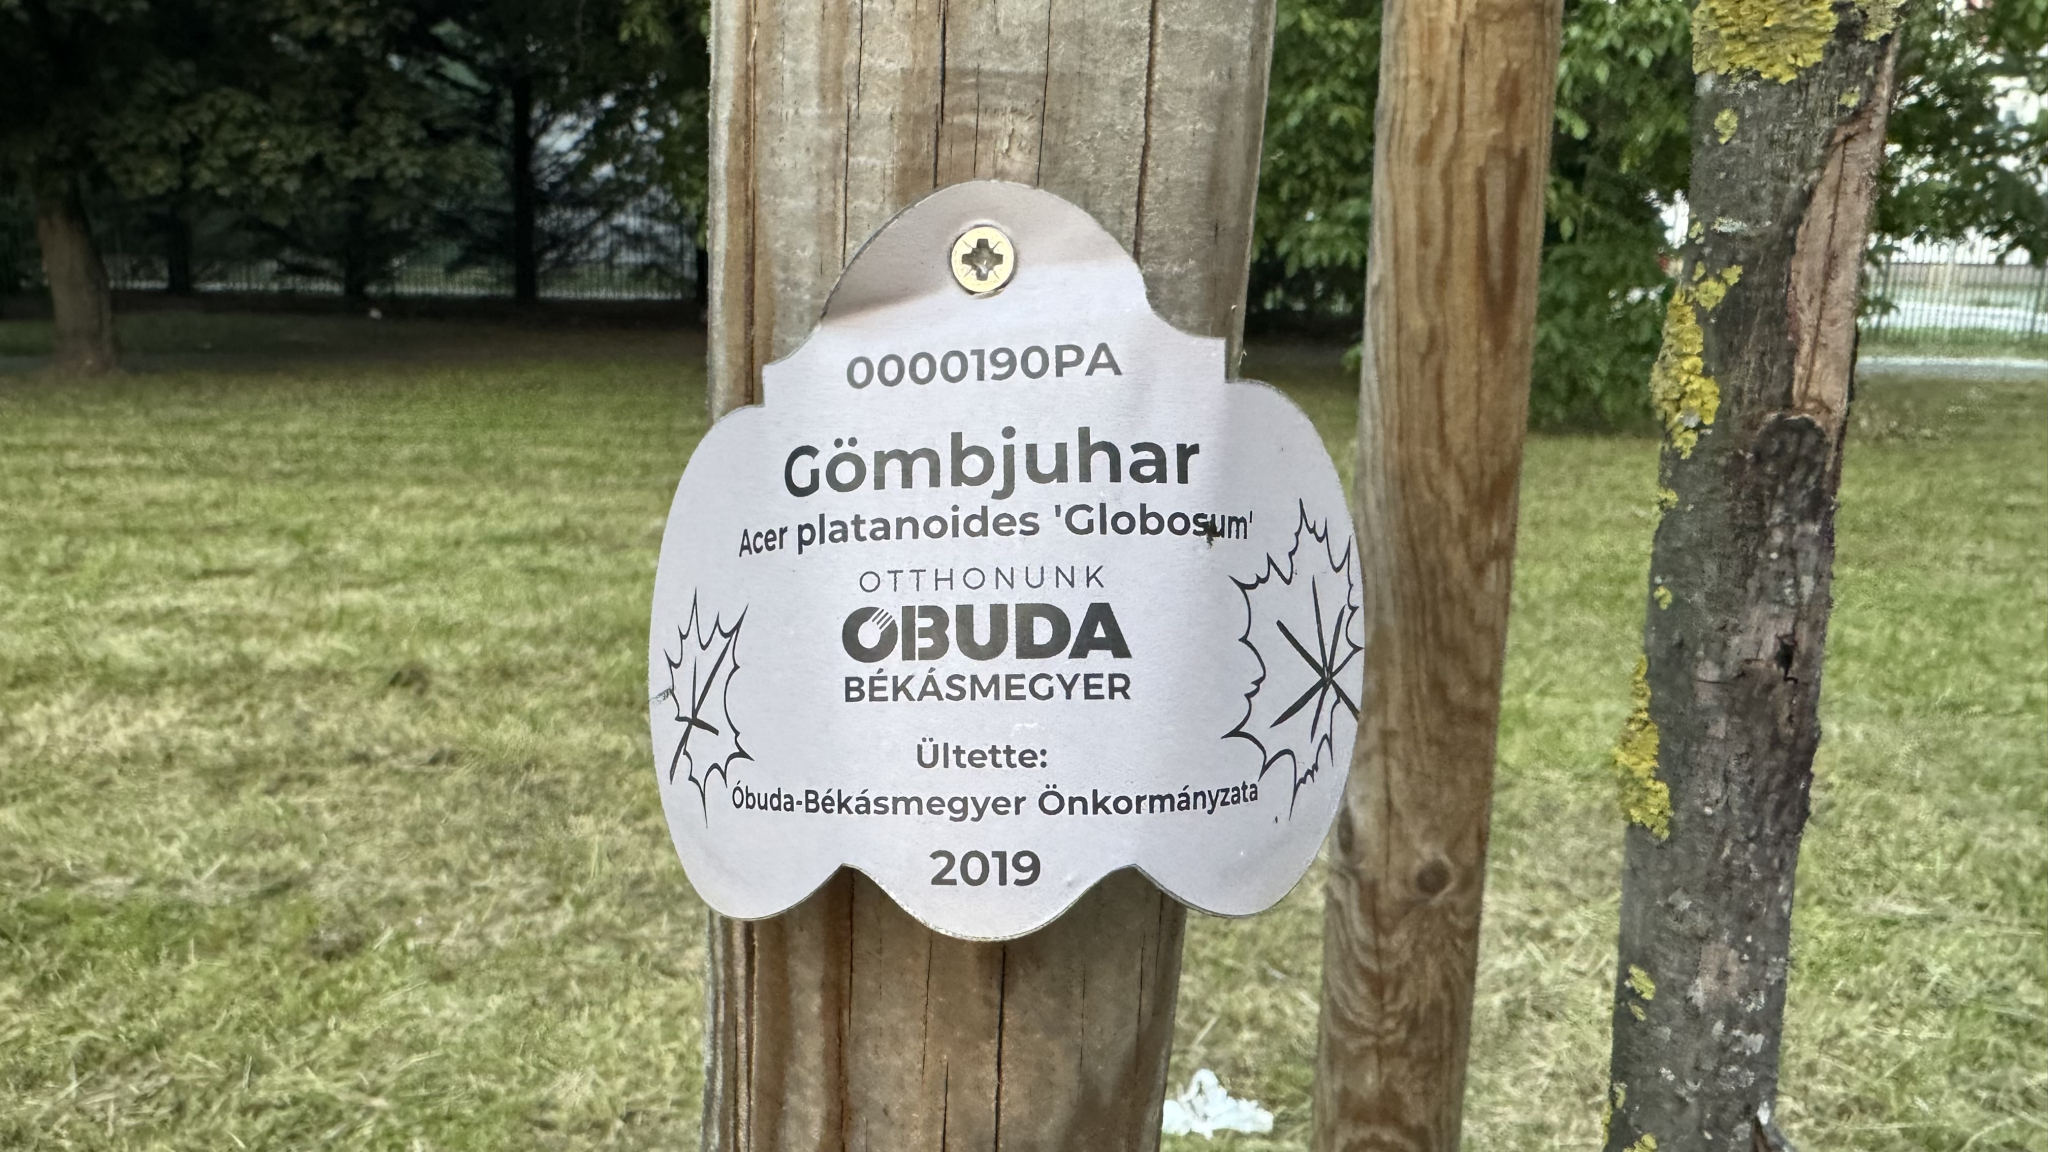 0000190PA
Gömbjuhar
Acer platanoides 'Globosum'
OTTHONUNK
ÓBUDA
BÉKÁSMEGYER
Ültette:
Óbuda-Békásmegyer Önkormányzata
2019